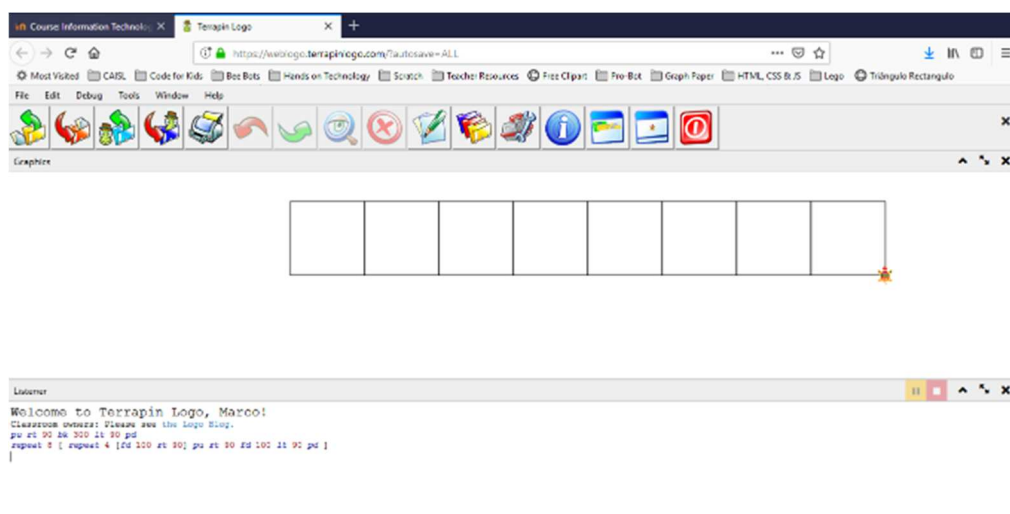 Course Information Technolo
Terrapin Logo
https://weblogo.terrapinlogo.com/?autosave=ALL
Most Visited CAISL Code for Kids Bee Bots Hands on Technology Scratch Teacher Resources Free Clipart Pro-Bot Graph Paper HTML, CSS & JS Lego Triângulo Rectangulo
File Edit Debug Tools Window Help
Graphics
Listener
Welcome to Terrapin Logo, Marco!
Classroom owners: Please see the Logo Blog.
pu rt 90 bk 300 lt 90 pd
repeat 8 [ repeat 4 [fd 100 rt 90] pu rt 90 fd 100 lt 90 pd ]